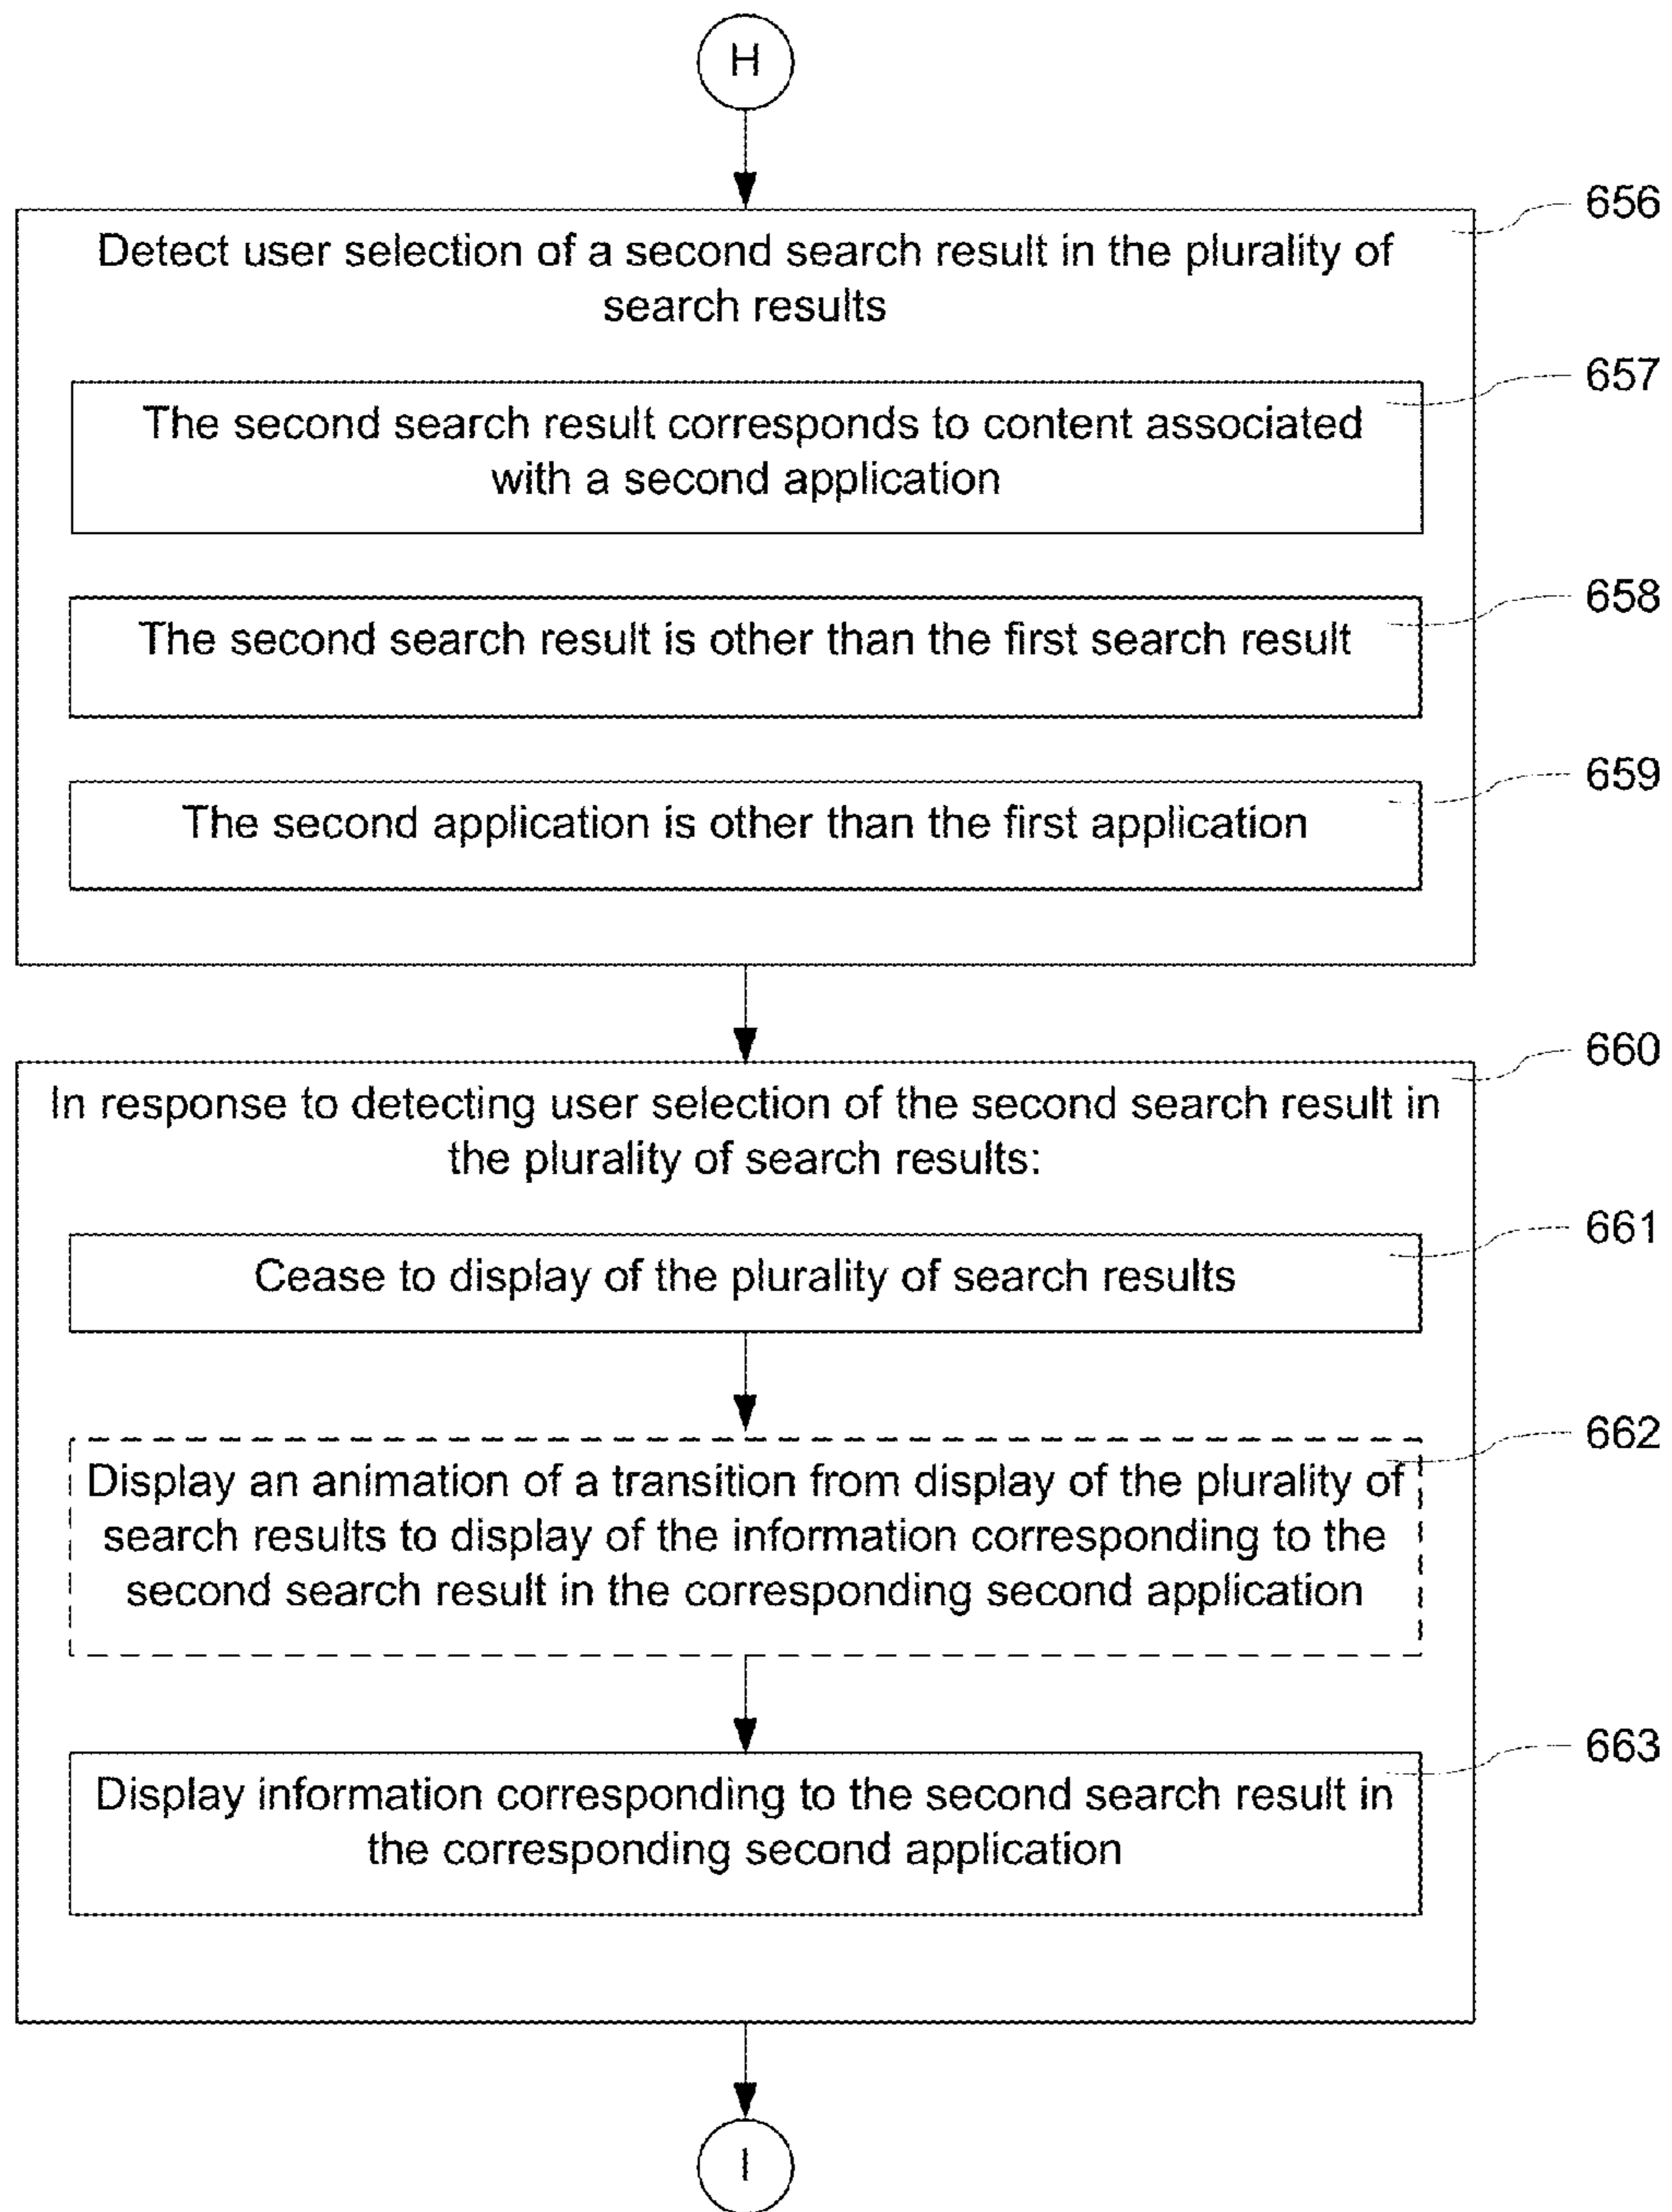 H
656
Detect user selection of a second search result in the plurality of
search results
657
The second search result corresponds to content associated
with a second application
658
The second search result is other than the first search result
659
The second application is other than the first application
660
In response to detecting user selection of the second search result in
the plurality of search results:
661
Cease to display of the plurality of search results
662
Display an animation of a transition from display of the plurality of
search results to display of the information corresponding to the
second search result in the corresponding second application
663
Display information corresponding to the second search result in
the corresponding second application
I